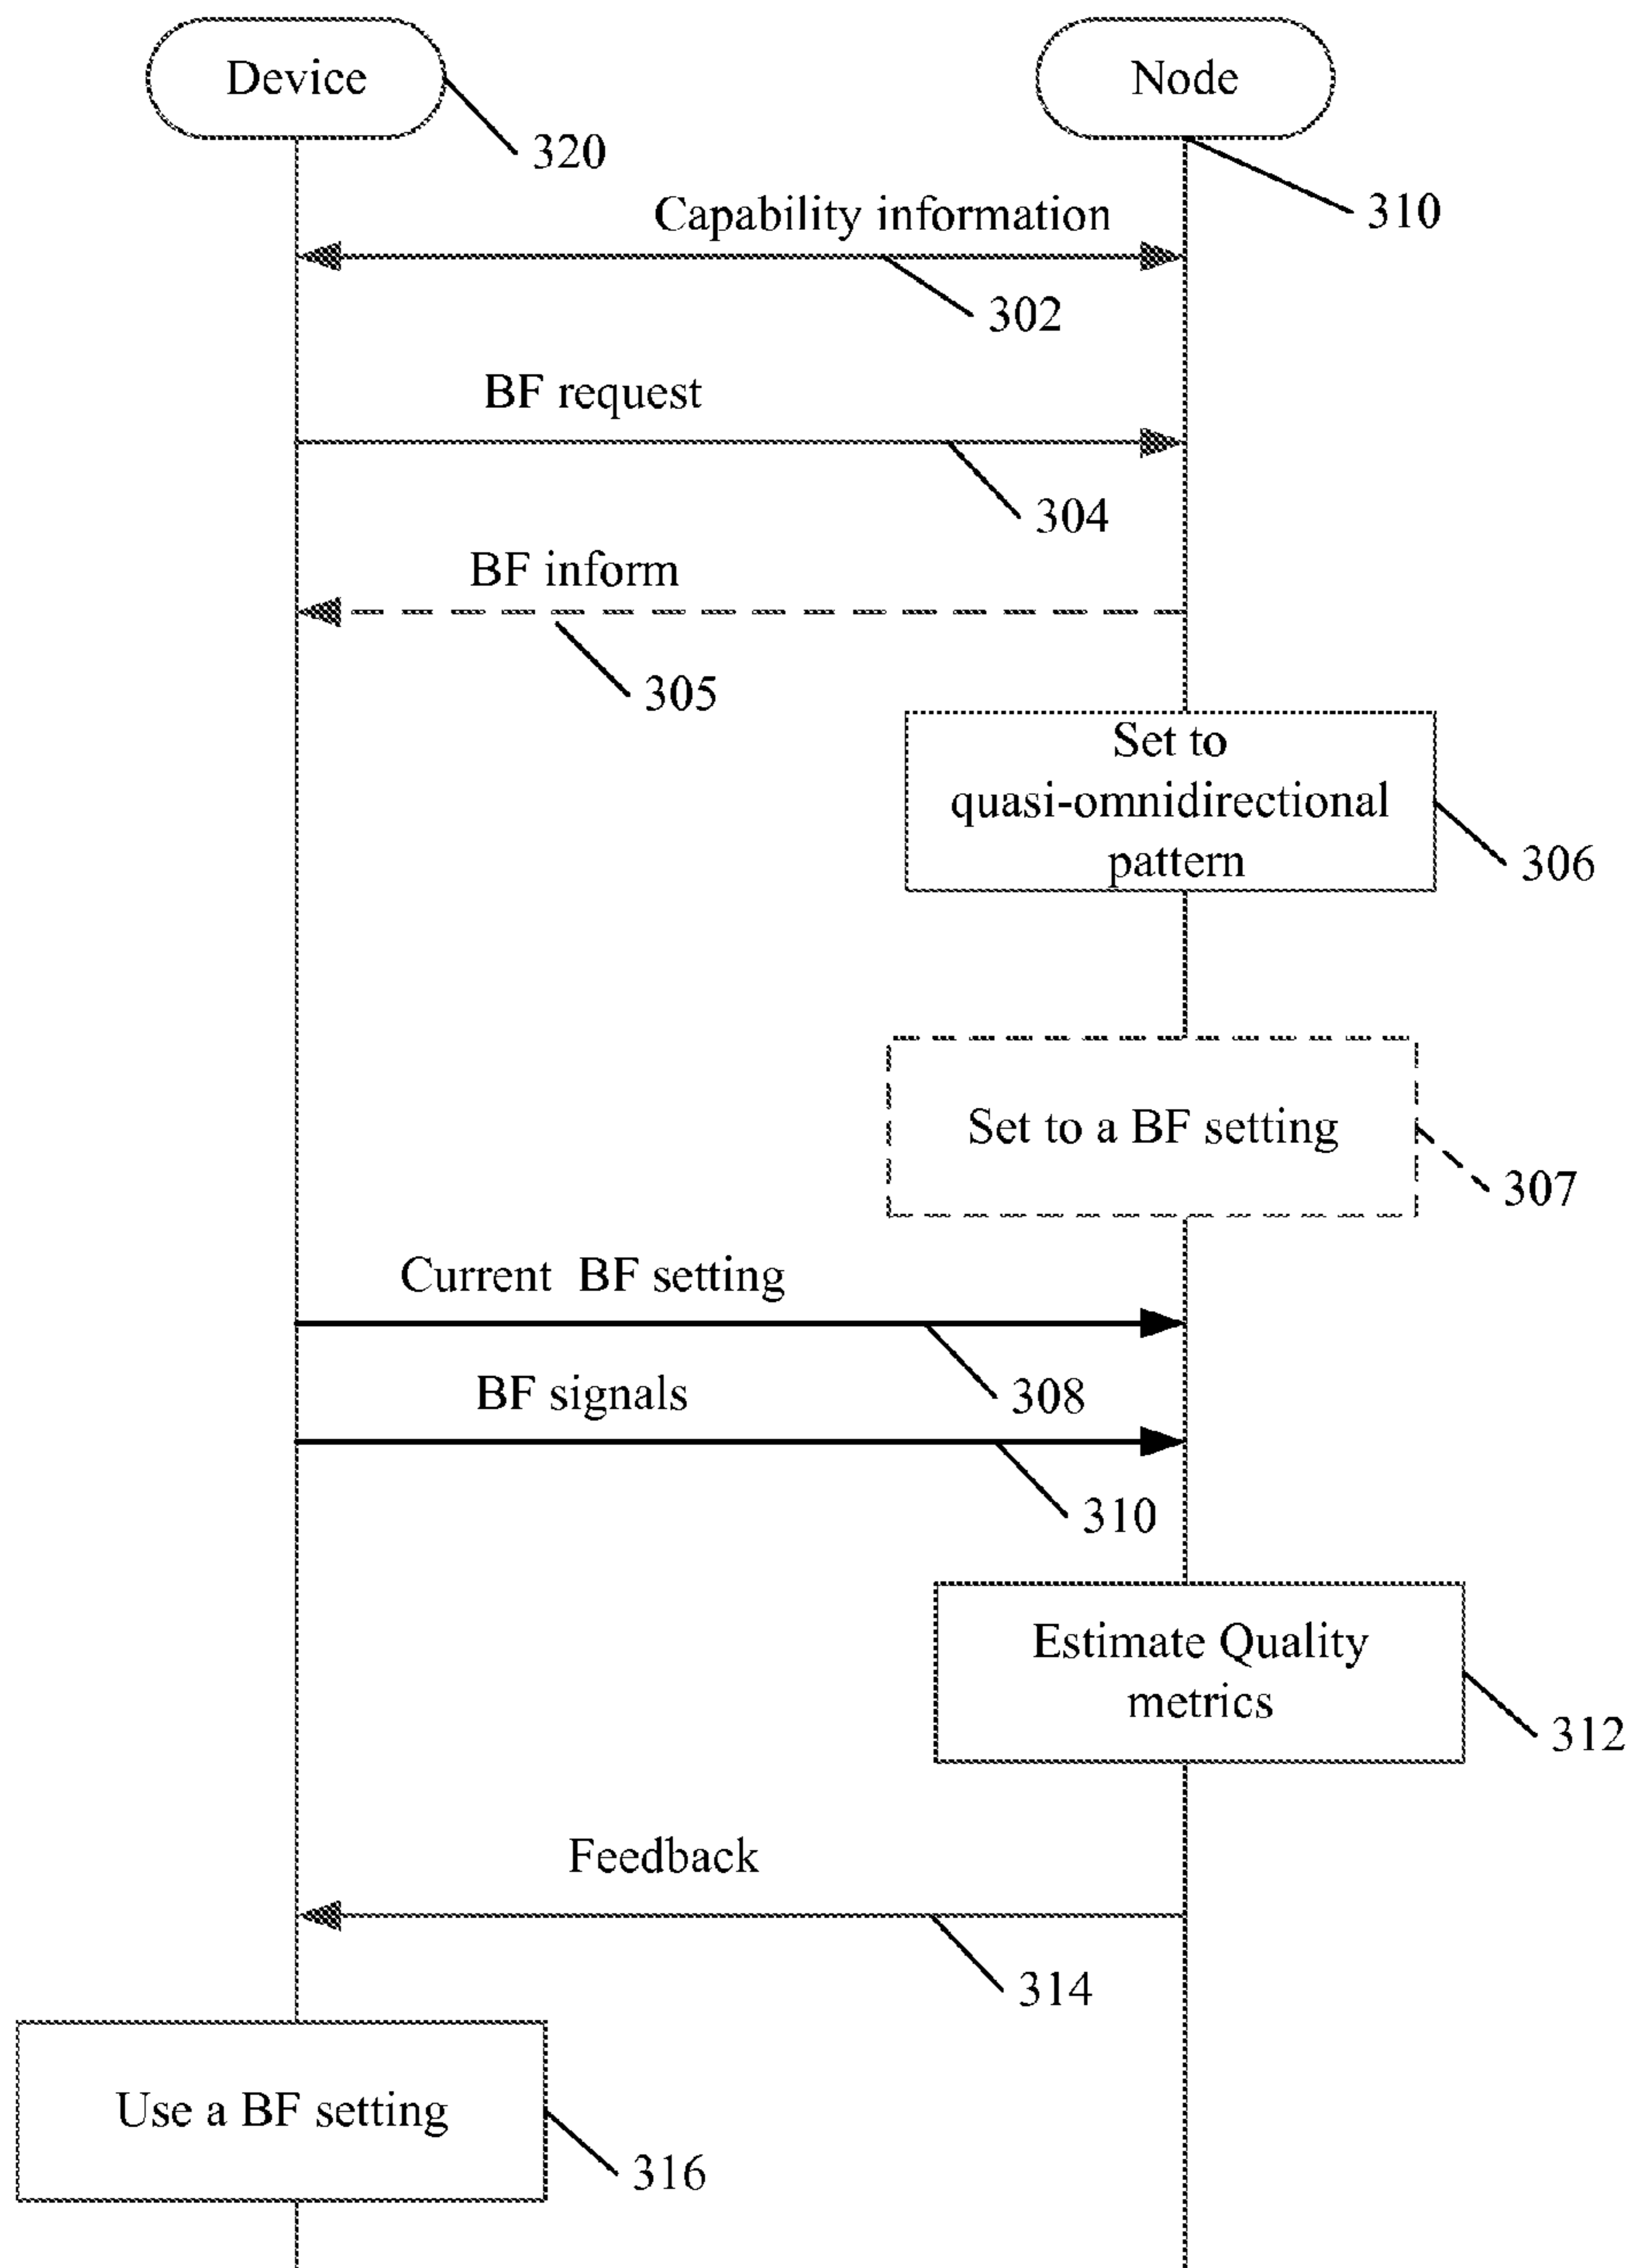 Device
Node
320
310
Capability information
302
BF request
304
BF inform
305
Set to
quasi-omnidirectional
pattern
306
Set to a BF setting
307
Current BF setting
308
BF signals
310
Estimate Quality
metrics
312
Feedback
314
Use a BF setting
316